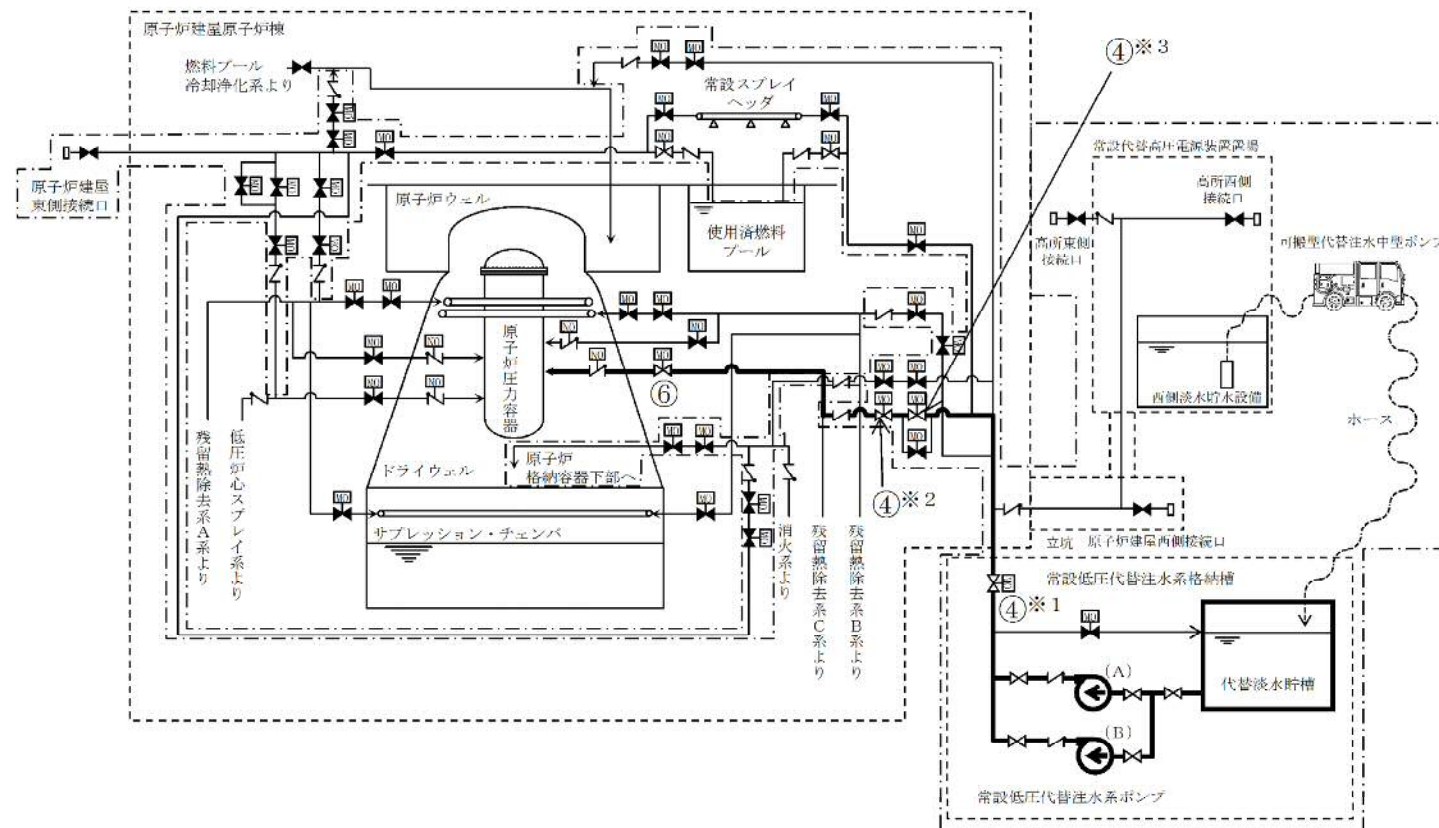 原子炉建屋原子炉棟
燃料プール
冷却浄化系より
常設スプレイ
ヘッダ
④※3
常設代替高圧電源装置置場
高所西側
接続口
原子炉建屋
東側接続口
原子炉ウェル
使用済燃料
プール
高所東側
接続口
可搬型代替注水中型ポンプ
原子炉圧力容器
西側淡水貯水設備
⑥
ホース
原子炉
格納容器下部へ
ドライウェル
④※2
サプレッション・チェンバ
残留熱除去系A系より
低圧炉心スプレイ系より
消火系より
残留熱除去系C系より
残留熱除去系B系より
立坑
原子炉建屋西側接続口
常設低圧代替注水系格納槽
④※1
MO
NO
(A)
代替淡水貯槽
(B)
常設低圧代替注水系ポンプ